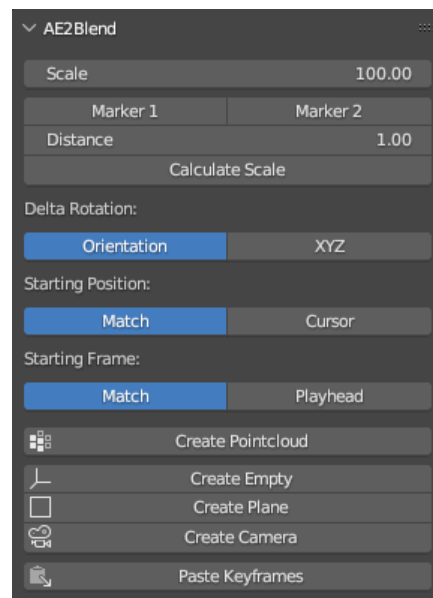 AE2Blend
Scale 100.00
Marker 1 Marker 2
Distance 1.00
Calculate Scale
Delta Rotation:
Orientation XYZ
Starting Position:
Match Cursor
Starting Frame:
Match Playhead
Create Pointcloud
Create Empty
Create Plane
Create Camera
Paste Keyframes